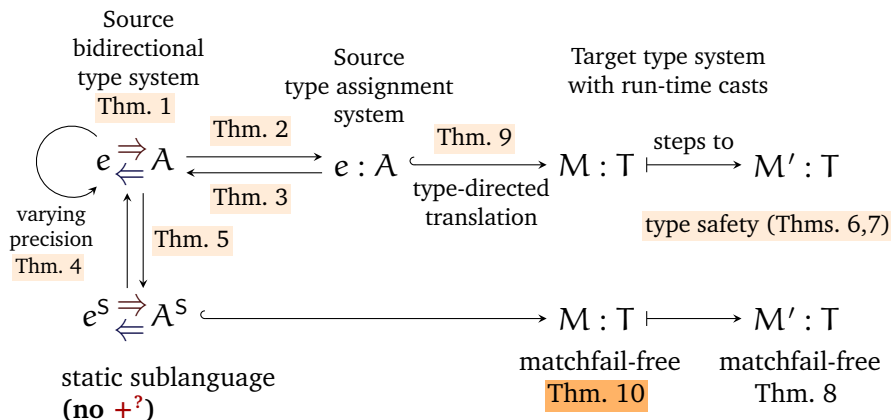 Source
bidirectional
type system
Thm. 1
Source
type assignment
system
Target type system
with run-time casts
Thm. 2
Thm. 9
steps to
e ⇒ ⇐ A
e : A
M : T
M′ : T
Thm. 3
type-directed
translation
varying
precision
Thm. 4
Thm. 5
type safety (Thms. 6,7)
eˢ ⇒ ⇐ Aˢ
M : T
M′ : T
matchfail-free
Thm. 10
matchfail-free
Thm. 8
static sublanguage
(no +?)